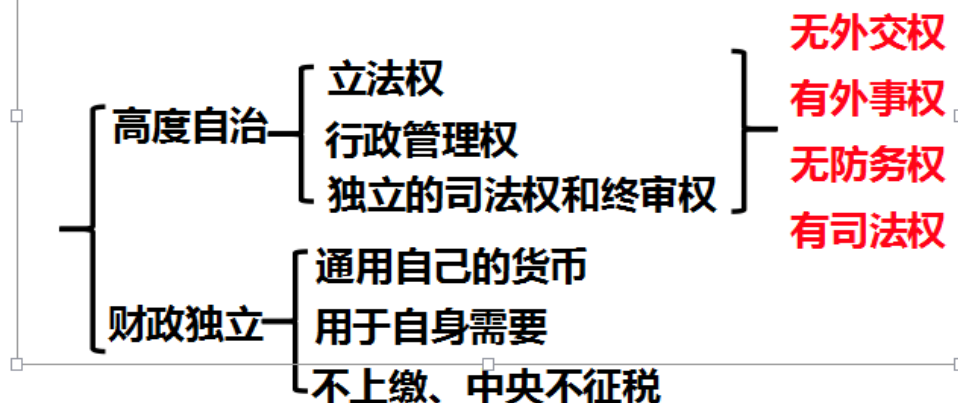 高度自治
立法权
行政管理权
独立的司法权和终审权
无外交权
有外事权
无防务权
有司法权
财政独立
通用自己的货币
用于自身需要
不上缴、中央不征税